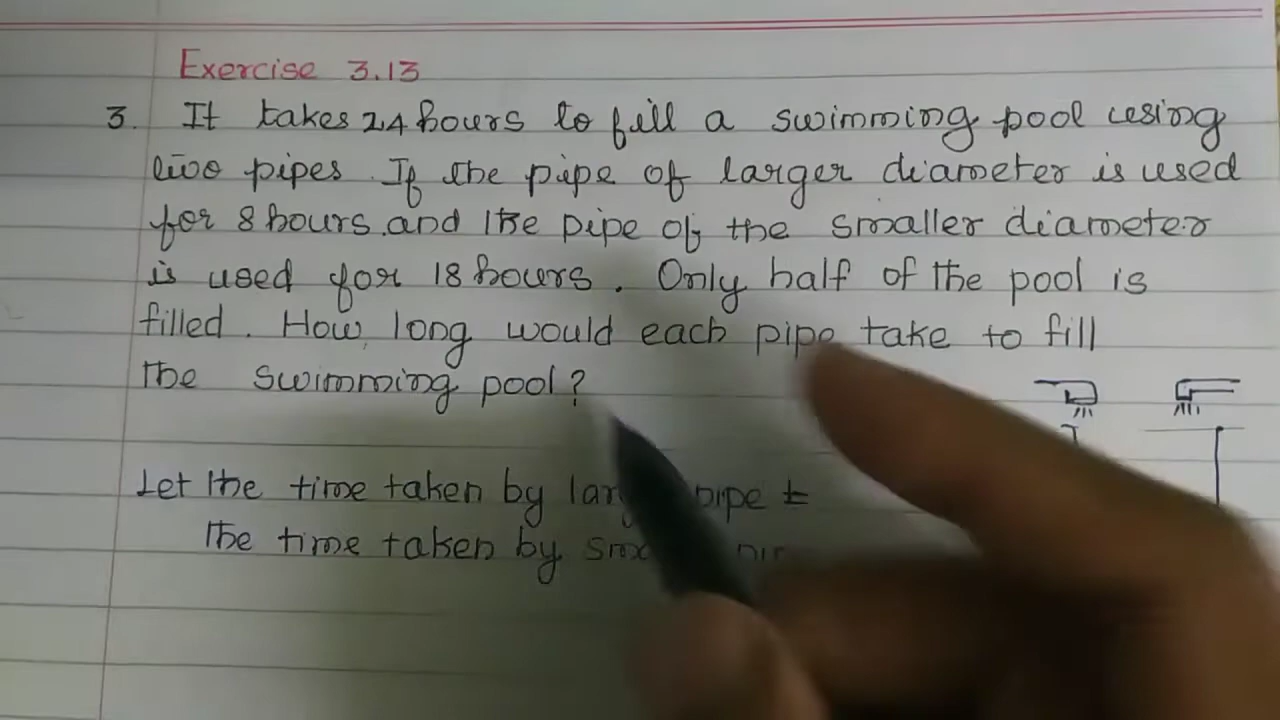 Exercise 3.13
3. It takes 24 hours to fill a swimming pool using
two pipes. If the pipe of larger diameter is used
for 8 hours and the pipe of the smaller diameter
is used for 18 hours. Only half of the pool is
filled. How long would each pipe take to fill
the swimming pool?
Let the time taken by pipe =
the time taken by